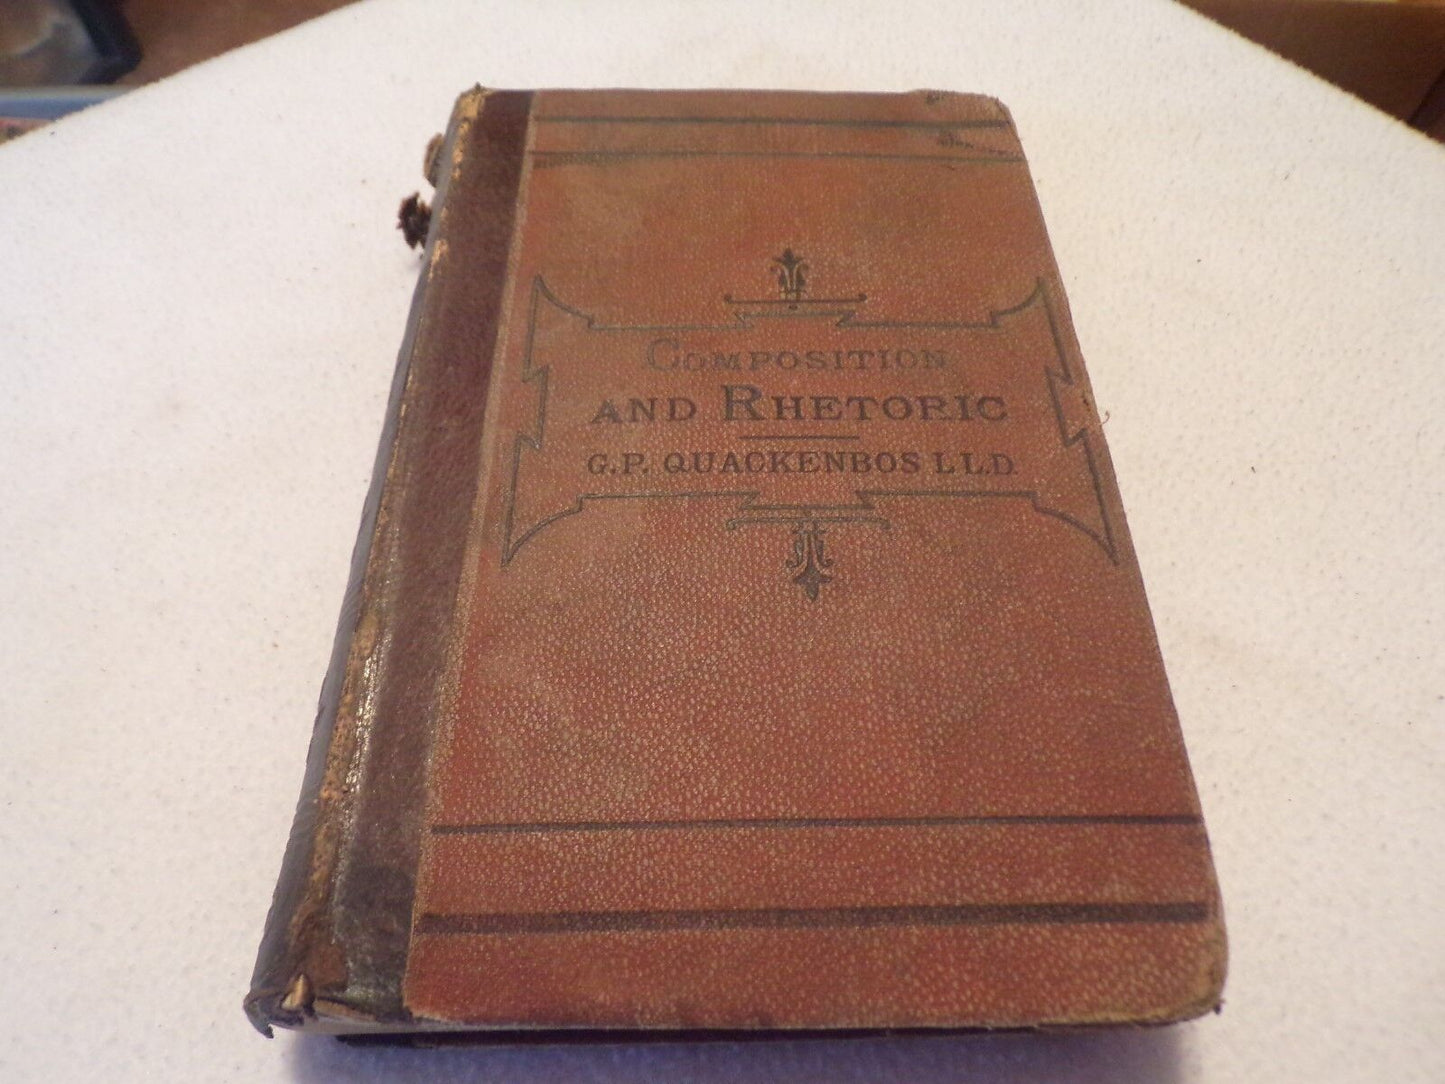 COMPOSITION
AND RHETORIC
G.P. QUACKENBOS LL.D.